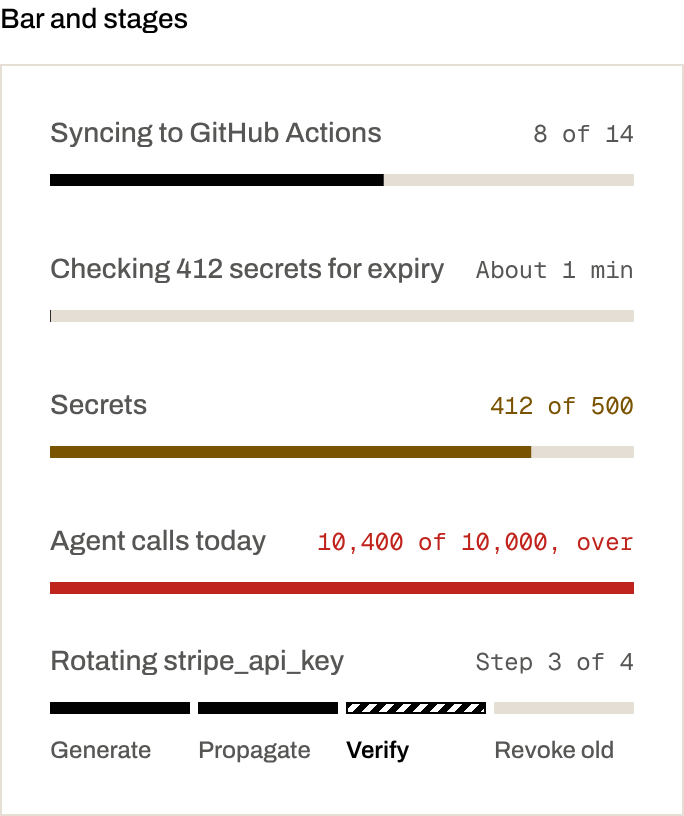 Bar and stages
Syncing to GitHub Actions 8 of 14
Checking 412 secrets for expiry About 1 min
Secrets 412 of 500
Agent calls today 10,400 of 10,000, over
Rotating stripe_api_key Step 3 of 4
Generate Propagate Verify Revoke old